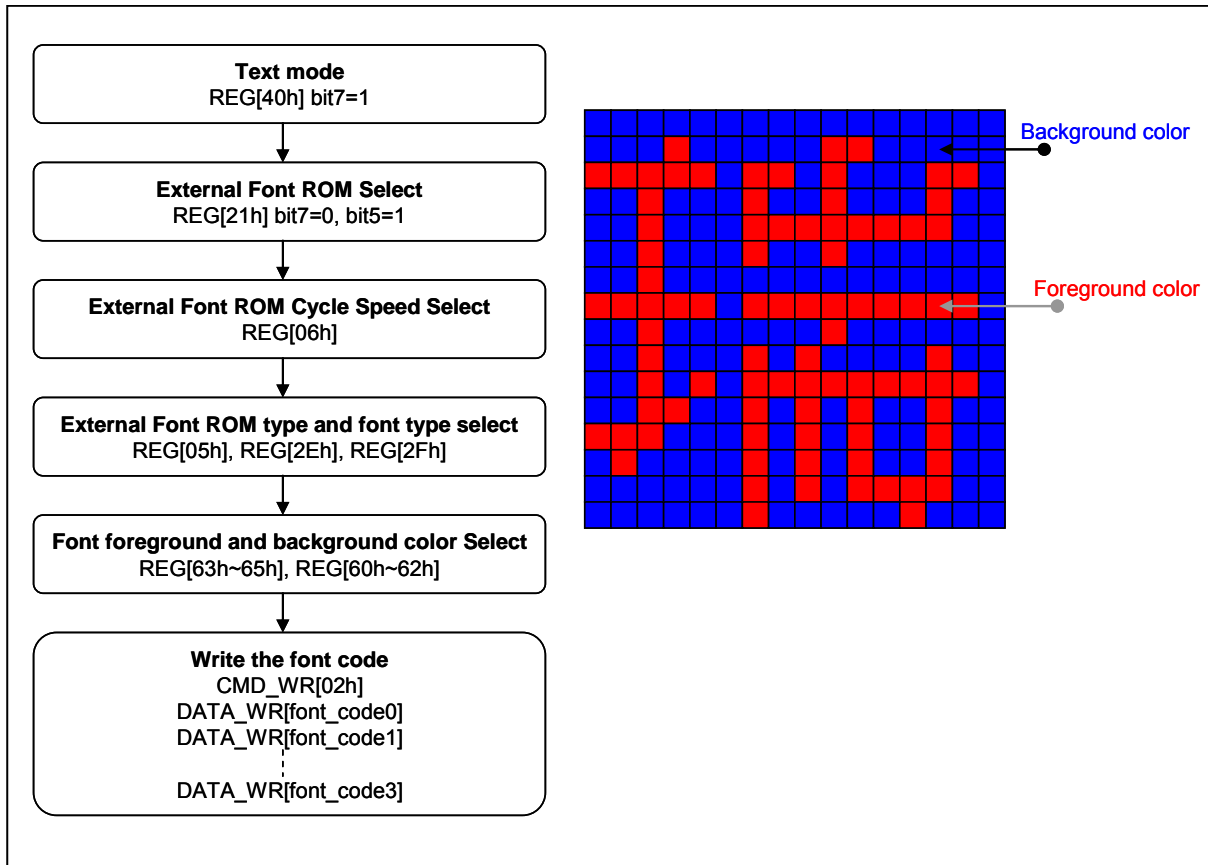 Text mode
REG[40h] bit7=1
External Font ROM Select
REG[21h] bit7=0, bit5=1
External Font ROM Cycle Speed Select
REG[06h]
External Font ROM type and font type select
REG[05h], REG[2Eh], REG[2Fh]
Font foreground and background color Select
REG[63h~65h], REG[60h~62h]
Write the font code
CMD_WR[02h]
DATA_WR[font_code0]
DATA_WR[font_code1]
DATA_WR[font_code3]
Background color
Foreground color